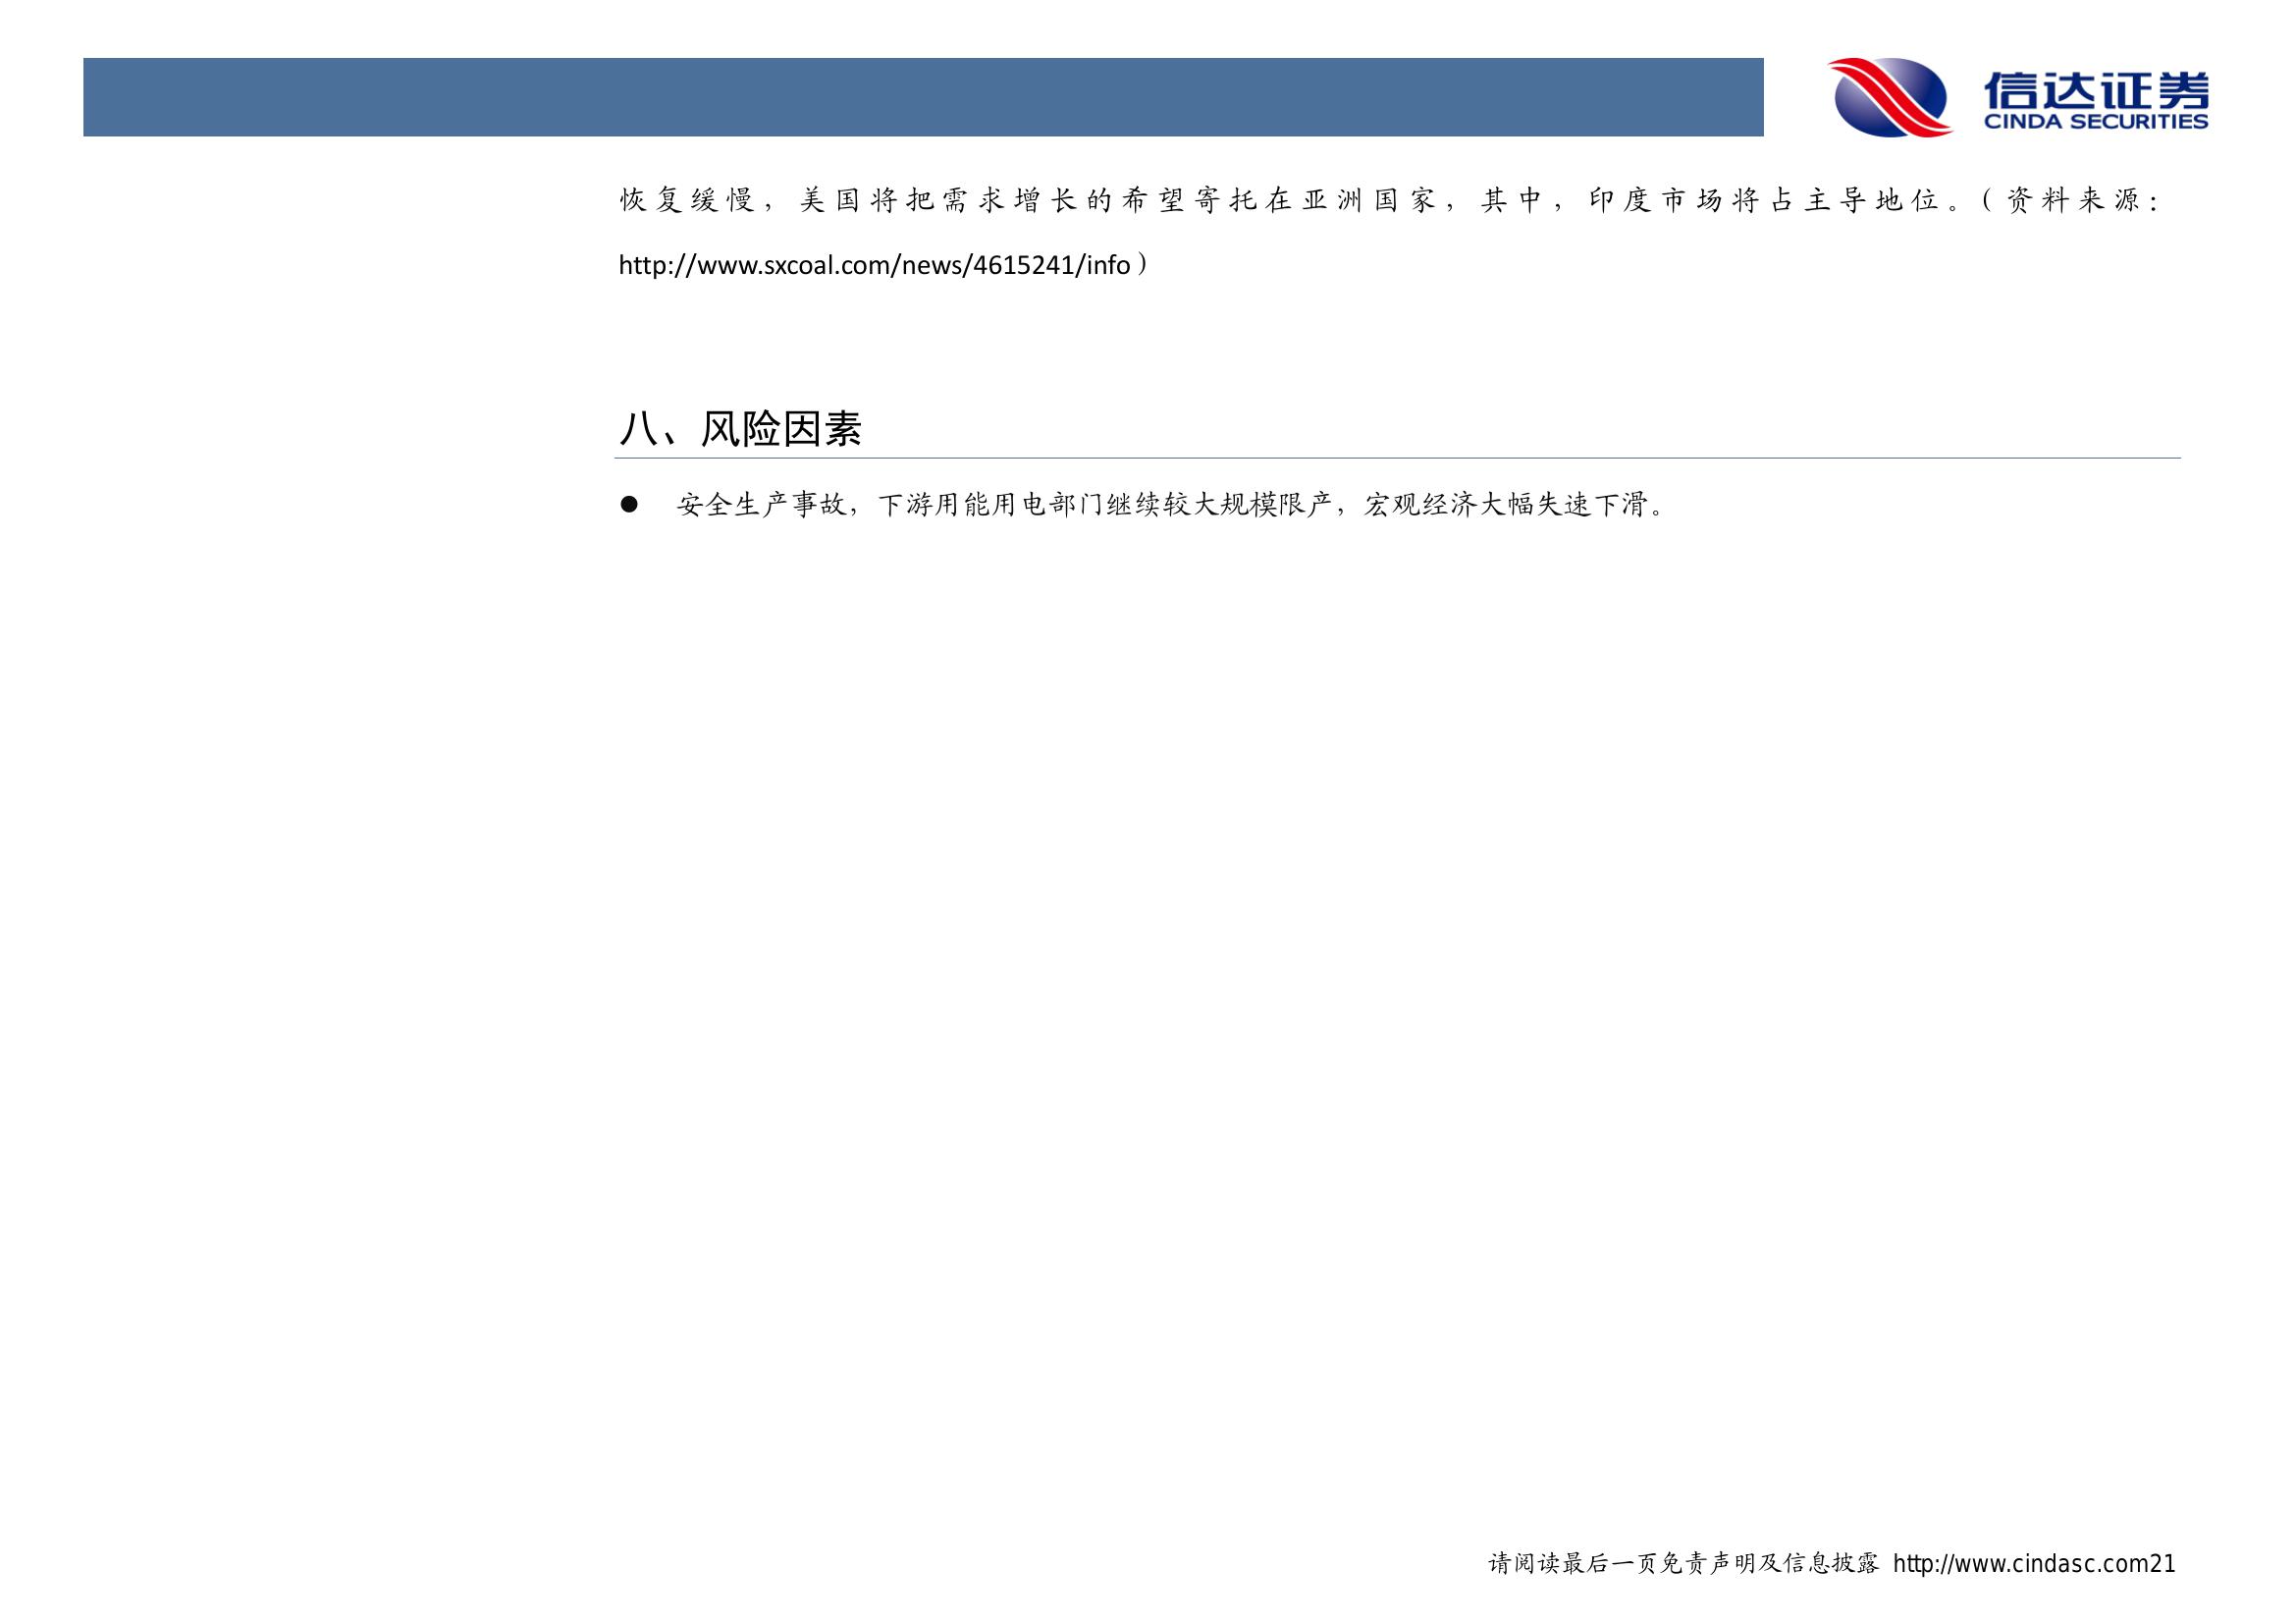 信达证券
CINDA SECURITIES
恢复缓慢，美国将把需求增长的希望寄托在亚洲国家，其中，印度市场将占主导地位。（资料来源：
http://www.sxcoal.com/news/4615241/info）
八、风险因素
● 安全生产事故，下游用能用电部门继续较大规模限产，宏观经济大幅失速下滑。
请阅读最后一页免责声明及信息披露 http://www.cindasc.com21